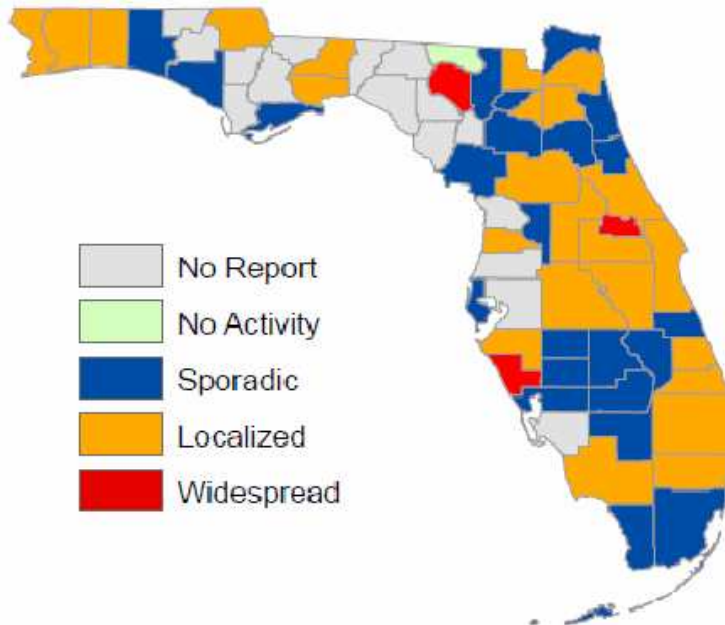 No Report
No Activity
Sporadic
Localized
Widespread